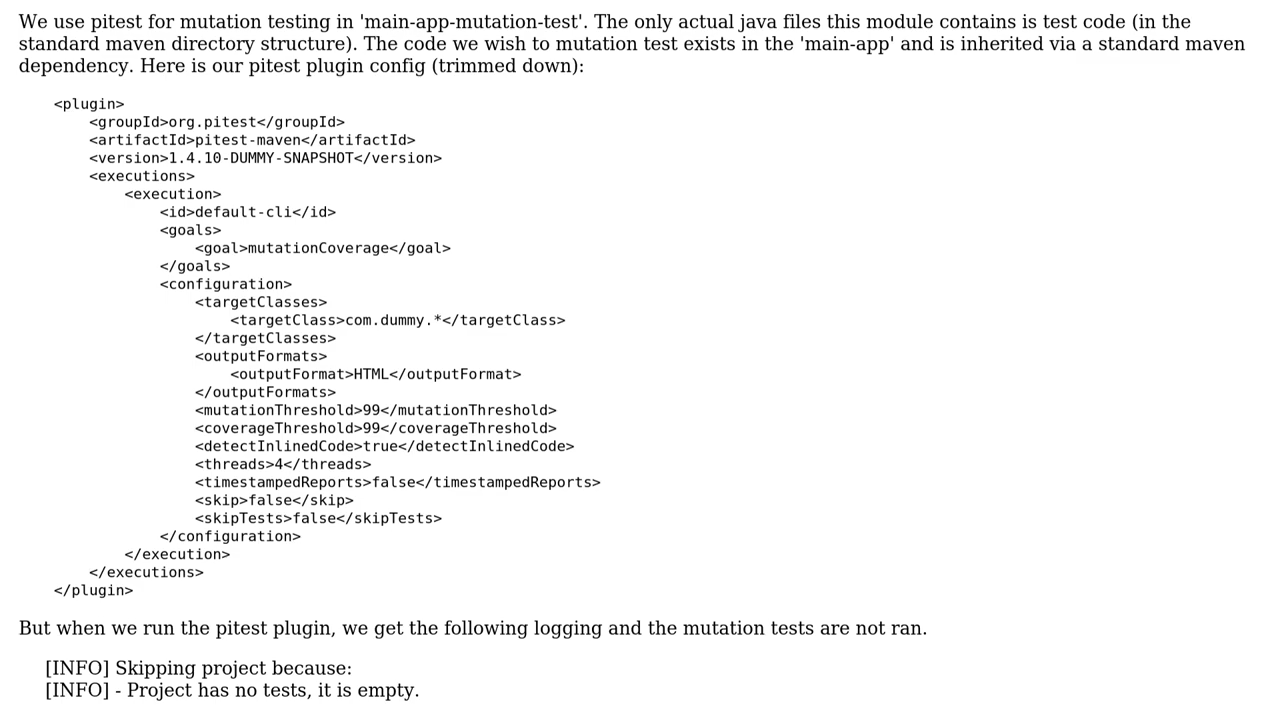 We use pitest for mutation testing in 'main-app-mutation-test'. The only actual java files this module contains is test code (in the
standard maven directory structure). The code we wish to mutation test exists in the 'main-app' and is inherited via a standard maven
dependency. Here is our pitest plugin config (trimmed down):
<plugin>
<groupId>org.pitest</groupId>
<artifactId>pitest-maven</artifactId>
<version>1.4.10-DUMMY-SNAPSHOT</version>
<executions>
<execution>
<id>default-cli</id>
<goals>
<goal>mutationCoverage</goal>
</goals>
<configuration>
<targetClasses>
<targetClass>com.dummy.*</targetClass>
</targetClasses>
<outputFormats>
<outputFormat>HTML</outputFormat>
</outputFormats>
<mutationThreshold>99</mutationThreshold>
<coverageThreshold>99</coverageThreshold>
<detectInlinedCode>true</detectInlinedCode>
<threads>4</threads>
<timestampedReports>false</timestampedReports>
<skip>false</skip>
<skipTests>false</skipTests>
</configuration>
</execution>
</executions>
</plugin>
But when we run the pitest plugin, we get the following logging and the mutation tests are not ran.
[INFO] Skipping project because:
[INFO] - Project has no tests, it is empty.